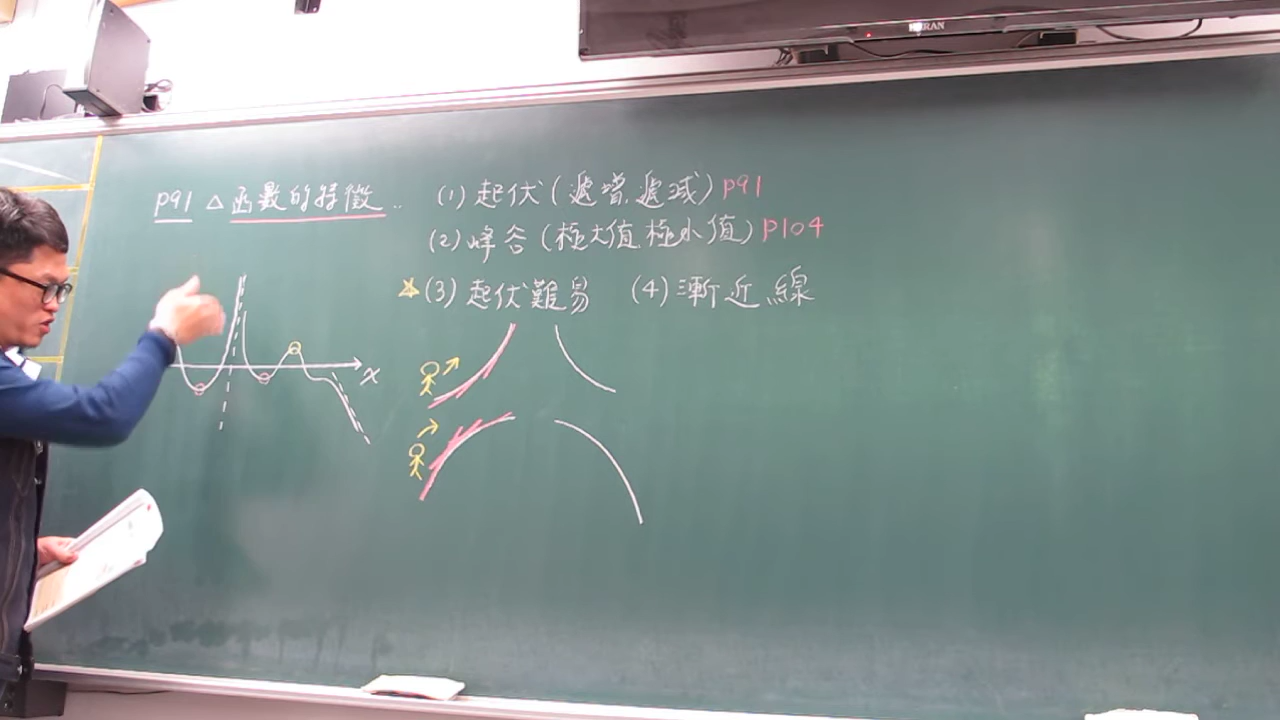 P91 △ 函數的特徵..
(1) 起伏 (遞增.遞減) P91
(2) 峰谷 (極大值.極小值) P104
☆(3) 起伏難易 (4) 漸近線
x